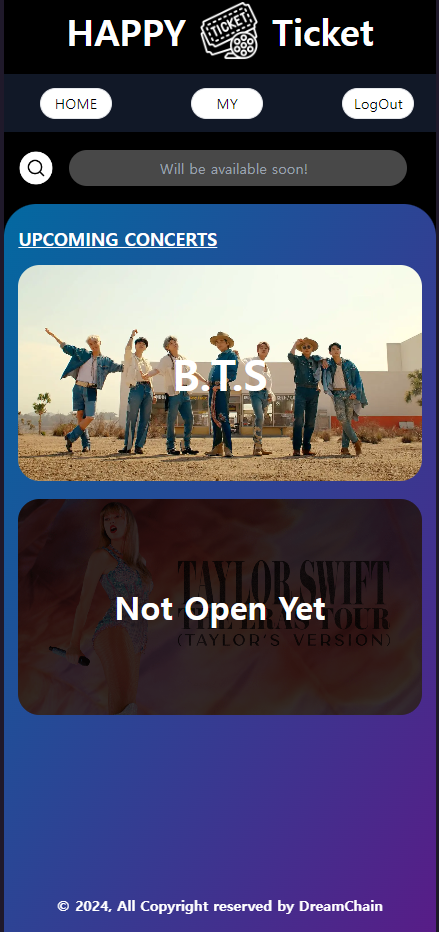 HAPPY TICKET Ticket
HOME MY LogOut
Will be available soon!
UPCOMING CONCERTS
B.T.S
TAYLOR SWIFT
Not Open Yet
THE ERAS TOUR
(TAYLOR'S VERSION)
© 2024, All Copyright reserved by DreamChain